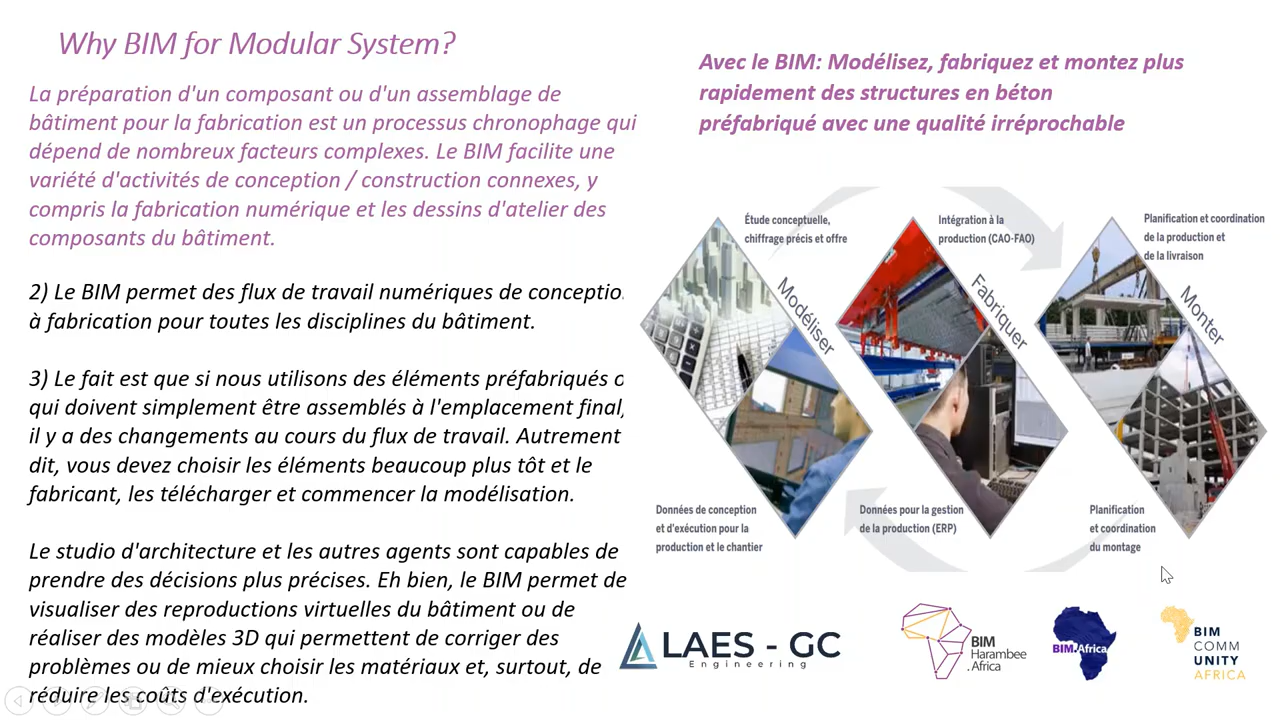 Why BIM for Modular System?
La préparation d'un composant ou d'un assemblage de
bâtiment pour la fabrication est un processus chronophage qui
dépend de nombreux facteurs complexes. Le BIM facilite une
variété d'activités de conception / construction connexes, y
compris la fabrication numérique et les dessins d'atelier des
composants du bâtiment.
2) Le BIM permet des flux de travail numériques de conceptio
à fabrication pour toutes les disciplines du bâtiment.
3) Le fait est que si nous utilisons des éléments préfabriqués o
qui doivent simplement être assemblés à l'emplacement final,
il y a des changements au cours du flux de travail. Autrement
dit, vous devez choisir les éléments beaucoup plus tôt et le
fabricant, les télécharger et commencer la modélisation.
Le studio d'architecture et les autres agents sont capables de
prendre des décisions plus précises. Eh bien, le BIM permet de
visualiser des reproductions virtuelles du bâtiment ou de
réaliser des modèles 3D qui permettent de corriger des
problèmes ou de mieux choisir les matériaux et, surtout, de
réduire les coûts d'exécution.
Avec le BIM: Modélisez, fabriquez et montez plus
rapidement des structures en béton
préfabriqué avec une qualité irréprochable
Étude conceptuelle,
chiffrage précis et offre
Modéliser
Données de conception
et d'exécution pour la
production et le chantier
Intégration à la
production (CAO-FAO)
Fabriquer
Données pour la gestion
de la production (ERP)
Planification et coordination
de la production et
de la livraison
Monter
Planification
et coordination
du montage
LAES - GC
Engineering
BIM
Harambee
.Africa
BIM.Africa
BIM
COMM
UNITY
AFRICA